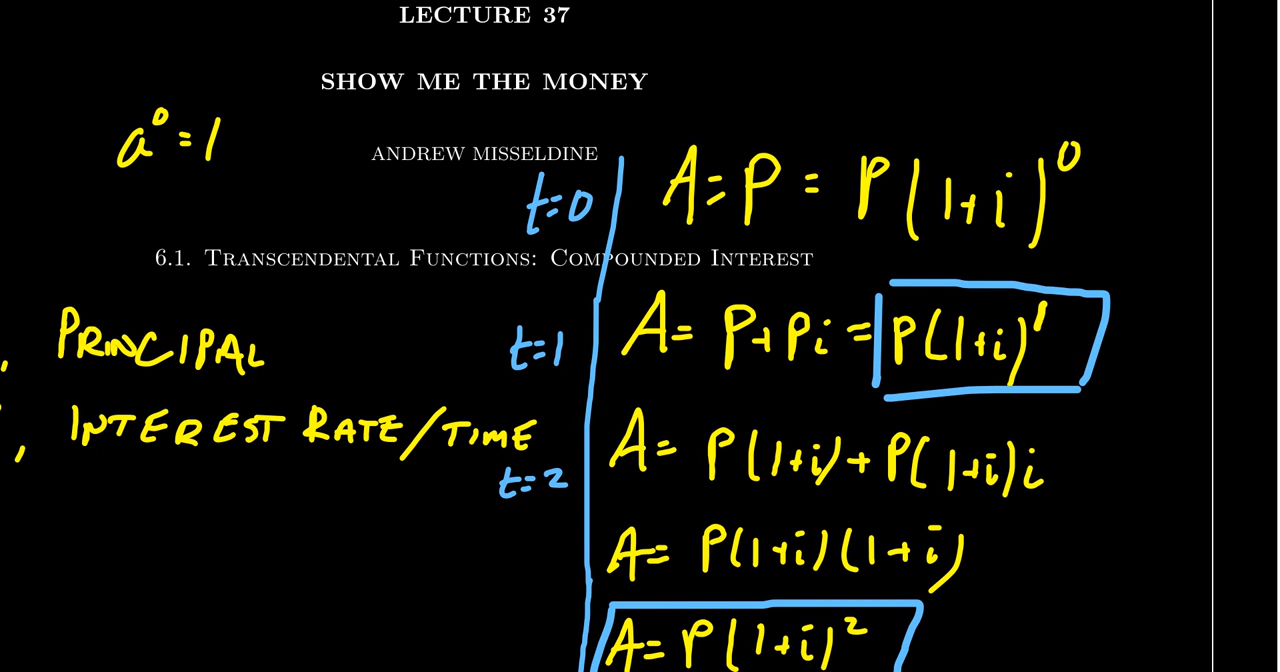 LECTURE 37
SHOW ME THE MONEY
a⁰ = 1
ANDREW MISSELDINE
t=0 A = P = P(1+i)⁰
6.1. TRANSCENDENTAL FUNCTIONS: COMPOUNDED INTEREST
, PRINCIPAL
t=1 A = P + Pi = P(1+i)¹
, INTEREST RATE/TIME
t=2 A = P(1+i) + P(1+i)i
A = P(1+i)(1+i)
A = P(1+i)²